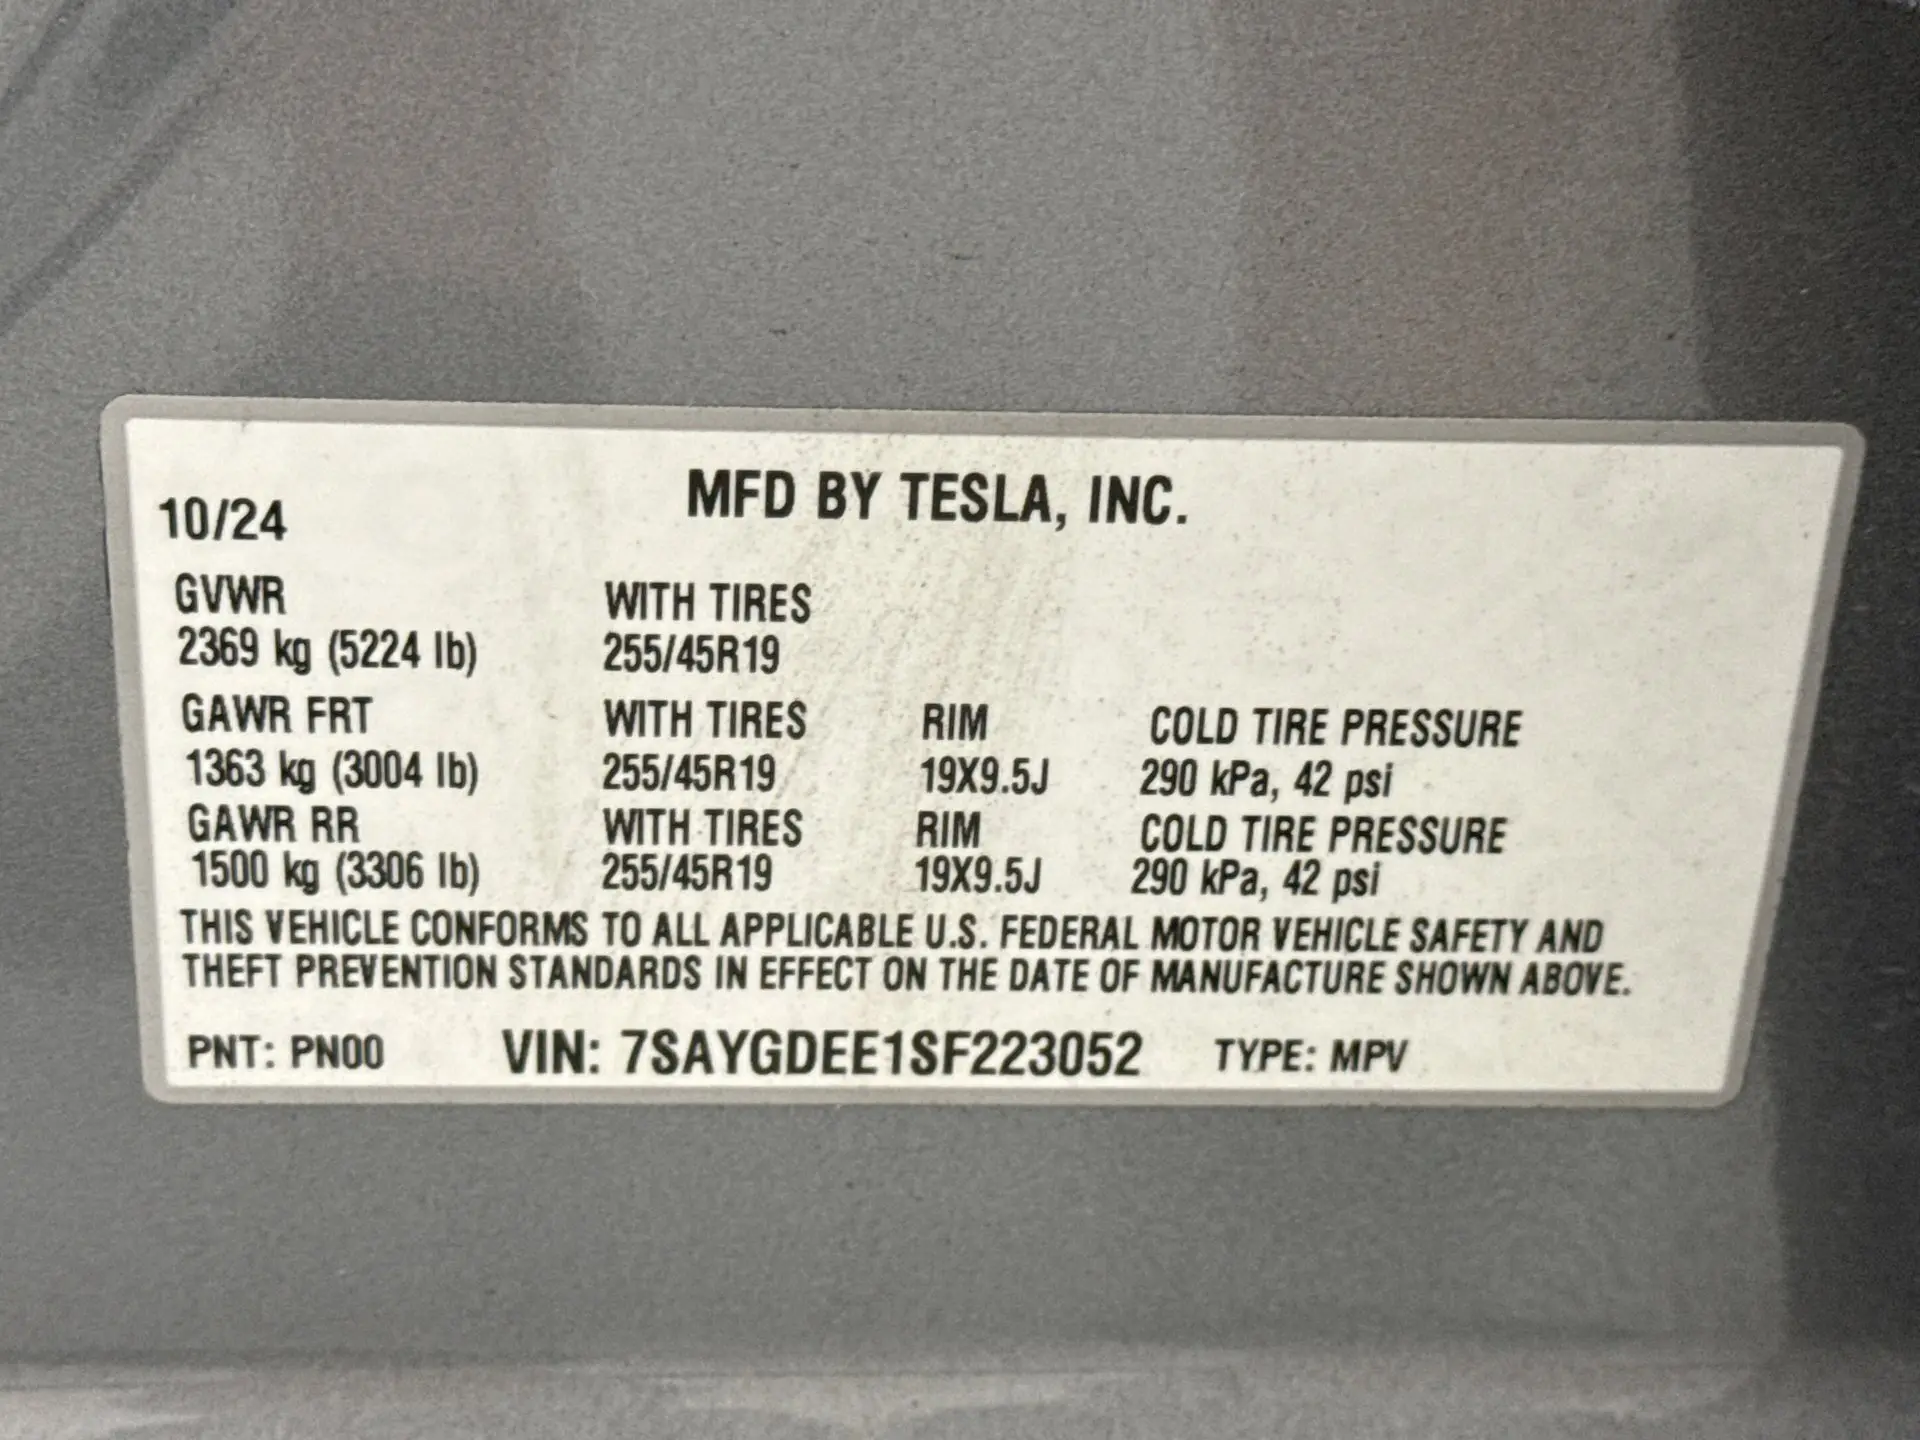 MFD BY TESLA, INC.
10/24
GVWR WITH TIRES
2369 kg (5224 lb) 255/45R19
GAWR FRT WITH TIRES RIM COLD TIRE PRESSURE
1363 kg (3004 lb) 255/45R19 19X9.5J 290 kPa, 42 psi
GAWR RR WITH TIRES RIM COLD TIRE PRESSURE
1500 kg (3306 lb) 255/45R19 19X9.5J 290 kPa, 42 psi
THIS VEHICLE CONFORMS TO ALL APPLICABLE U.S. FEDERAL MOTOR VEHICLE SAFETY AND
THEFT PREVENTION STANDARDS IN EFFECT ON THE DATE OF MANUFACTURE SHOWN ABOVE.
PNT: PN00 VIN: 7SAYGDEE1SF223052 TYPE: MPV